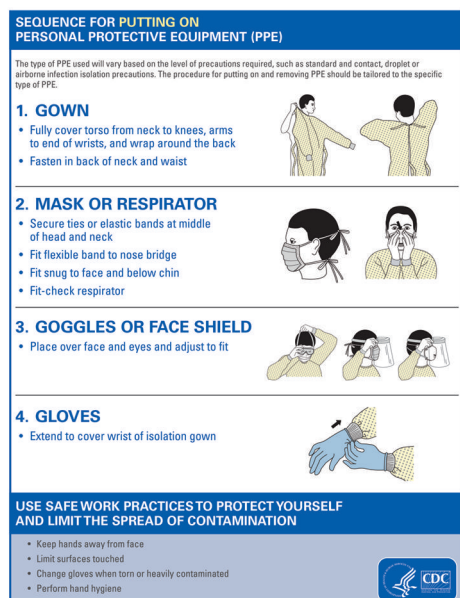 SEQUENCE FOR PUTTING ON
PERSONAL PROTECTIVE EQUIPMENT (PPE)
The type of PPE used will vary based on the level of precautions required, such as standard and contact, droplet or
airborne infection isolation precautions. The procedure for putting on and removing PPE should be tailored to the specific
type of PPE.
1. GOWN
• Fully cover torso from neck to knees, arms
to end of wrists, and wrap around the back
• Fasten in back of neck and waist
2. MASK OR RESPIRATOR
• Secure ties or elastic bands at middle
of head and neck
• Fit flexible band to nose bridge
• Fit snug to face and below chin
• Fit-check respirator
3. GOGGLES OR FACE SHIELD
• Place over face and eyes and adjust to fit
4. GLOVES
• Extend to cover wrist of isolation gown
USE SAFE WORK PRACTICES TO PROTECT YOURSELF
AND LIMIT THE SPREAD OF CONTAMINATION
• Keep hands away from face
• Limit surfaces touched
• Change gloves when torn or heavily contaminated
• Perform hand hygiene
CDC